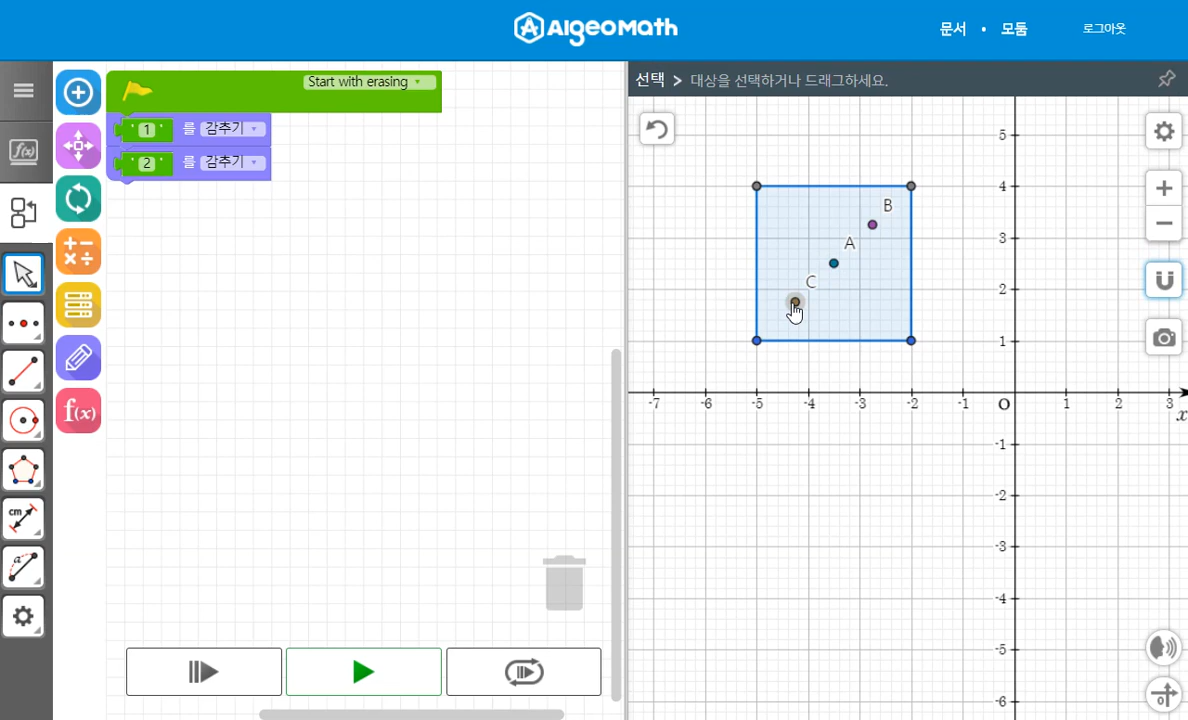 AlgeoMath
문서 • 모둠
로그아웃
f(x)
Start with erasing
' 1 ' 를 감추기
' 2 ' 를 감추기
f(x)
cm
a
선택 > 대상을 선택하거나 드래그하세요.
B
A
C
5
4
3
2
1
-7 -6 -5 -4 -3 -2 -1 O 1 2 3
x
-1
-2
-3
-4
-5
-6